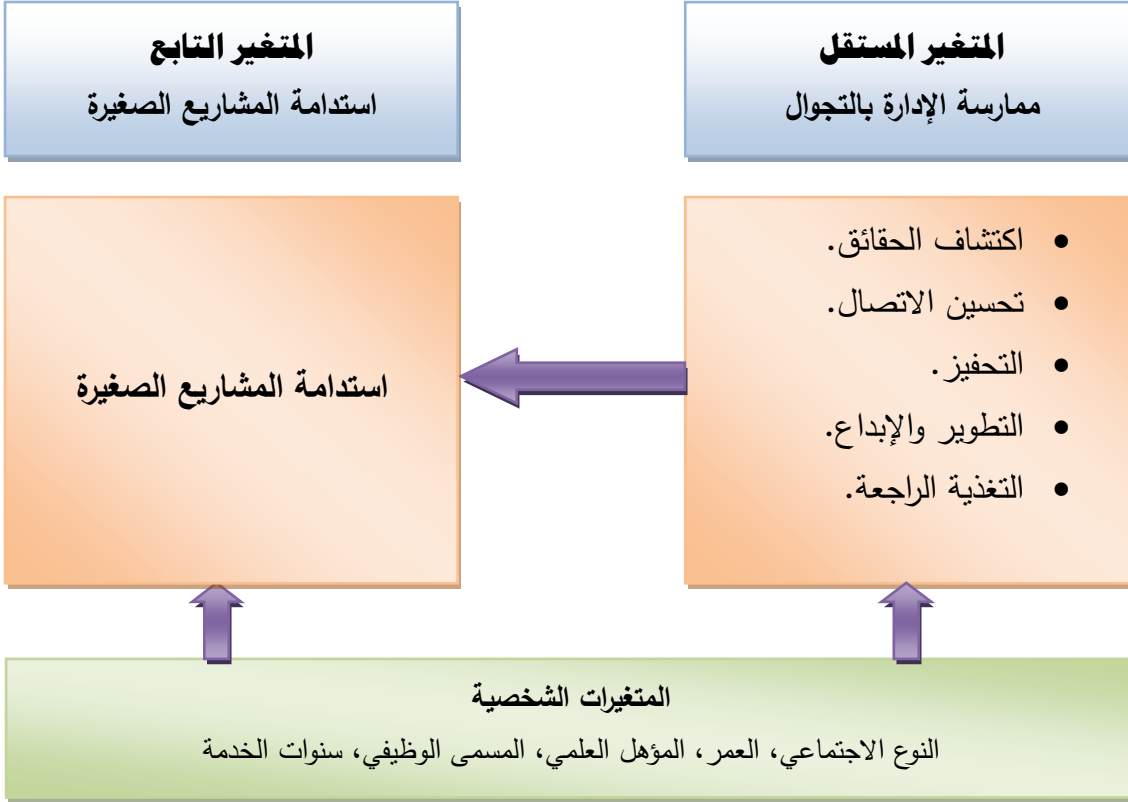 المتغير المستقل
ممارسة الإدارة بالتجوال
المتغير التابع
استدامة المشاريع الصغيرة
• اكتشاف الحقائق.
• تحسين الاتصال.
• التحفيز.
• التطوير والإبداع.
• التغذية الراجعة.
استدامة المشاريع الصغيرة
المتغيرات الشخصية
النوع الاجتماعي، العمر، المؤهل العلمي، المسمى الوظيفي، سنوات الخدمة